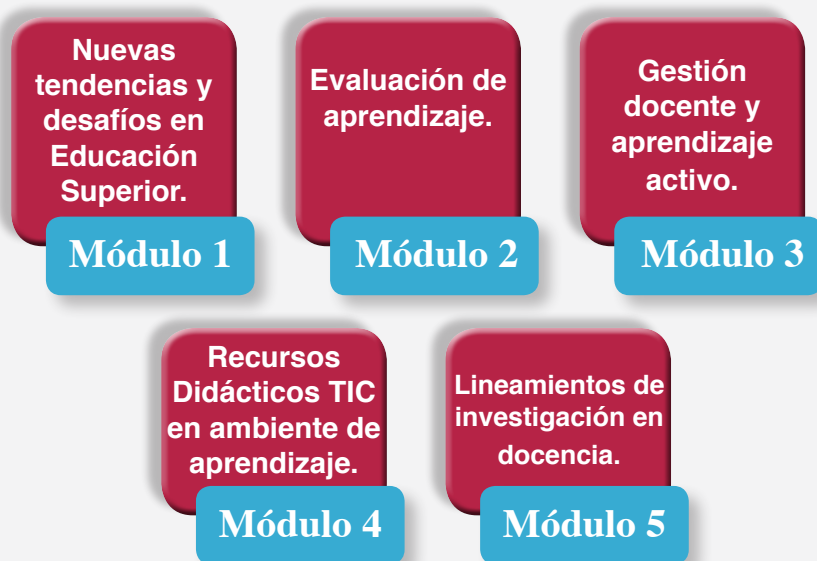 Nuevas
tendencias y
desafíos en
Educación
Superior.
Módulo 1
Evaluación de
aprendizaje.
Módulo 2
Gestión
docente y
aprendizaje
activo.
Módulo 3
Recursos
Didácticos TIC
en ambiente de
aprendizaje.
Módulo 4
Lineamientos de
investigación en
docencia.
Módulo 5